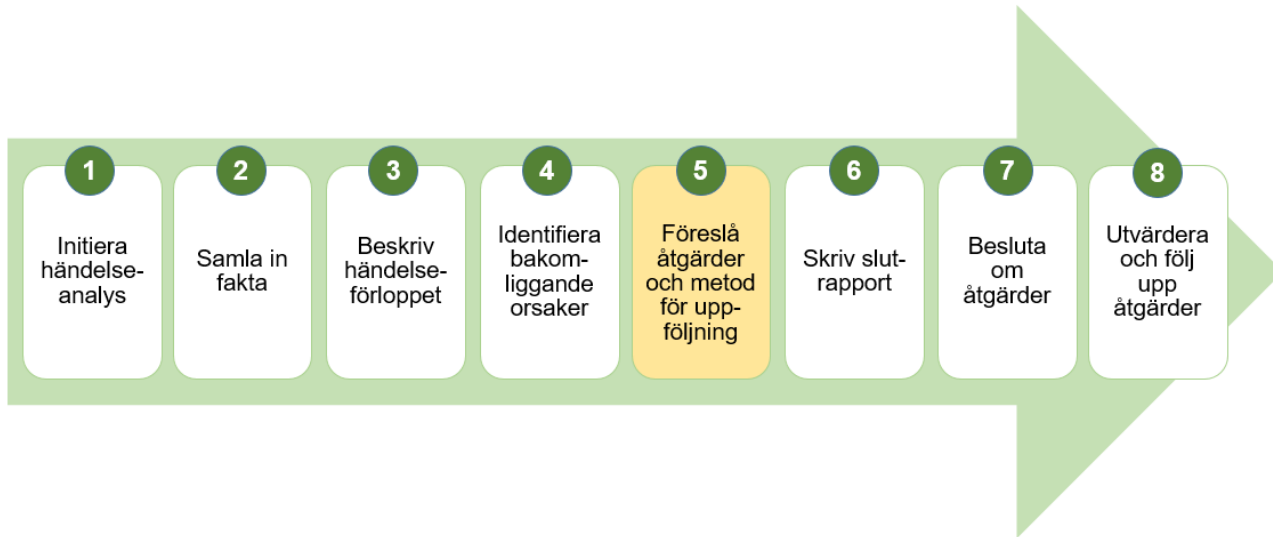 1
Initiera
händelse-
analys
2
Samla in
fakta
3
Beskriv
händelse-
förloppet
4
Identifiera
bakom-
liggande
orsaker
5
Föreslå
åtgärder
och metod
för upp-
följning
6
Skriv slut-
rapport
7
Besluta
om
åtgärder
8
Utvärdera
och följ
upp
åtgärder